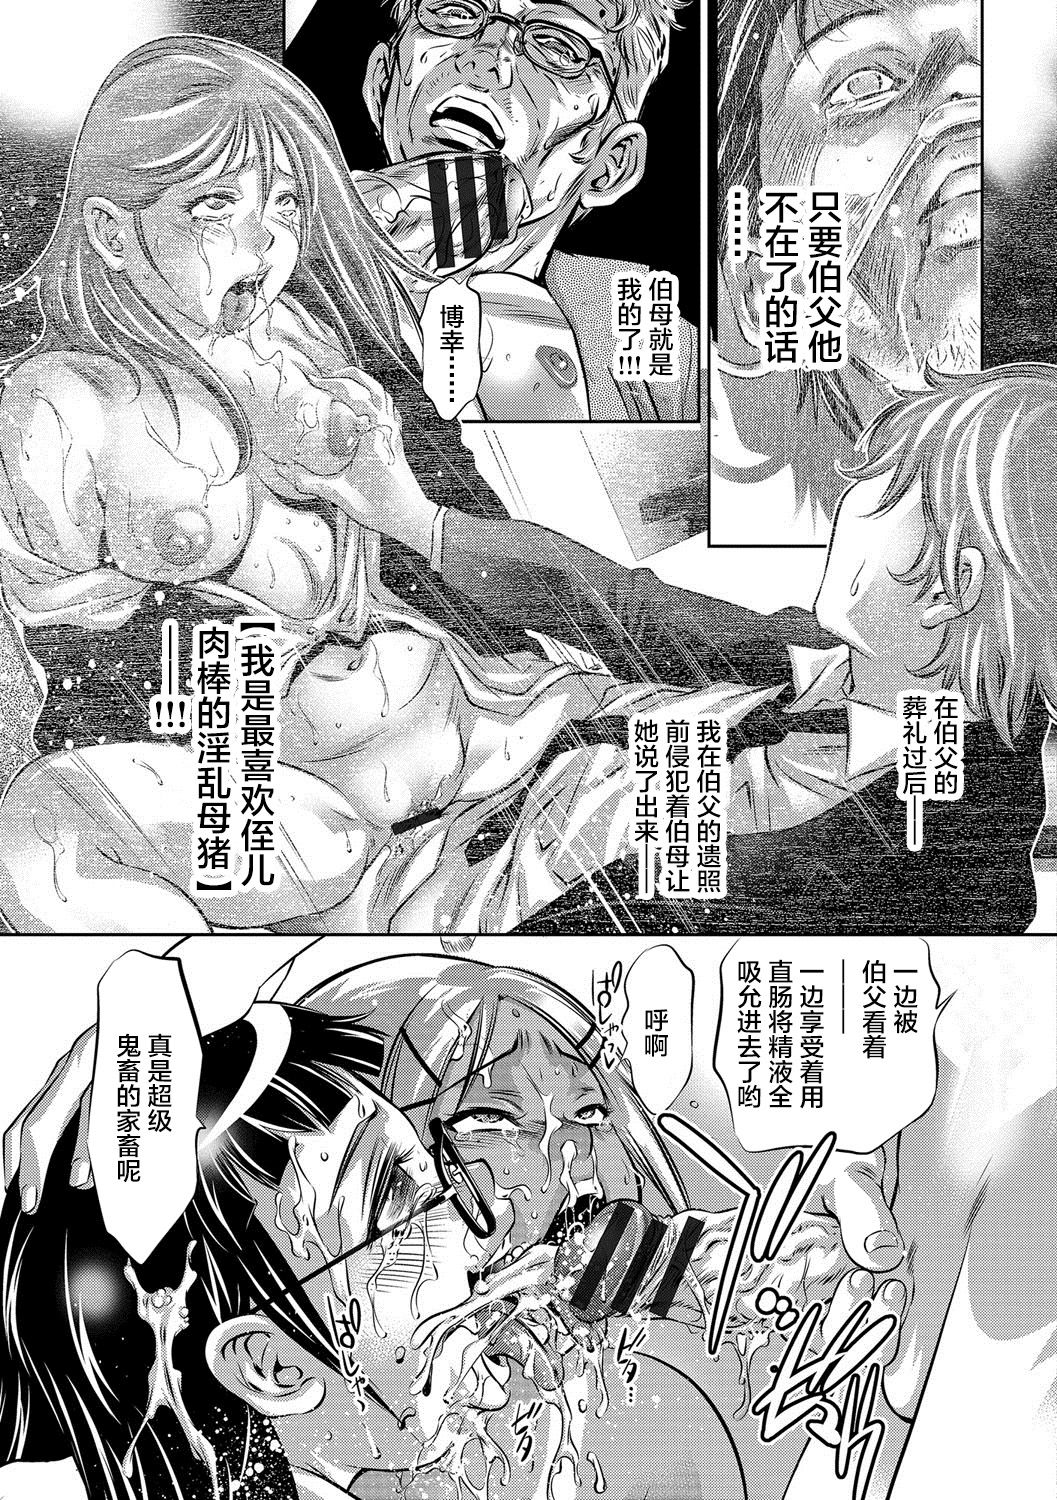 只要伯父他
不在了的话
……
伯母就是
我的了!!!
博幸……
在伯父的
葬礼过后——
我在伯父的遗照
前侵犯着伯母让
她说了出来——
【我是最喜欢侄儿
肉棒的淫乱母猪】
——!!!
一边被
伯父看着
——
一边享受着用
直肠将精液全
吸允进去了哟
呼啊
真是超级
鬼畜的家畜呢